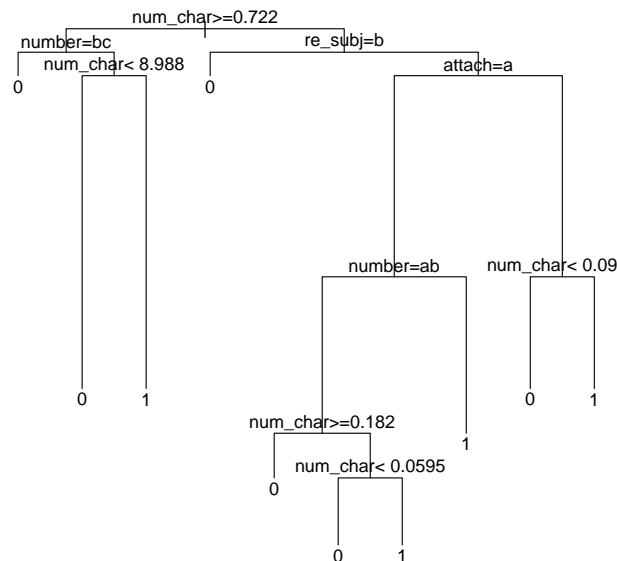 num_char>=0.722
number=bc
re_subj=b
num_char< 8.988
attach=a
0
0
number=ab
num_char< 0.09
0
1
0
1
num_char>=0.182
1
num_char< 0.0595
0
0
1